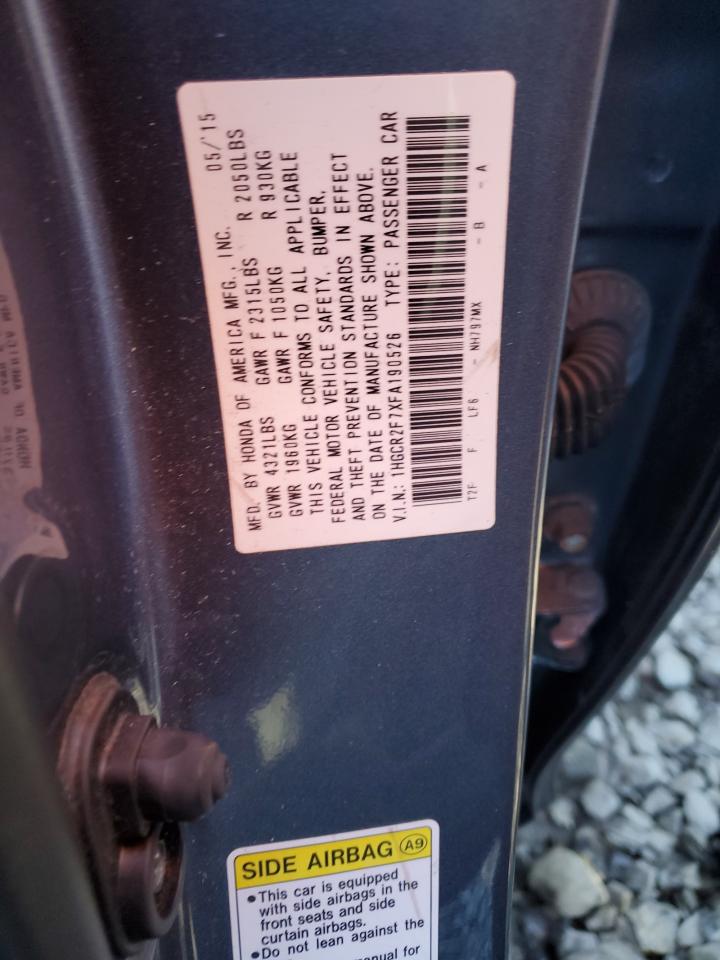 MFD. BY HONDA OF AMERICA MFG., INC. 05/'15
GVWR 4321LBS GAWR F 2315LBS R 2050LBS
GVWR 1960KG GAWR F 1050KG R 930KG
THIS VEHICLE CONFORMS TO ALL APPLICABLE
FEDERAL MOTOR VEHICLE SAFETY, BUMPER,
AND THEFT PREVENTION STANDARDS IN EFFECT
ON THE DATE OF MANUFACTURE SHOWN ABOVE.
V.I.N.: 1HGCR2F7XFA190526 TYPE: PASSENGER CAR
T2F F LF6 - NH797MX - B - A
SIDE AIRBAG A9
• This car is equipped
with side airbags in the
front seats and side
curtain airbags.
• Do not lean against the
manual for